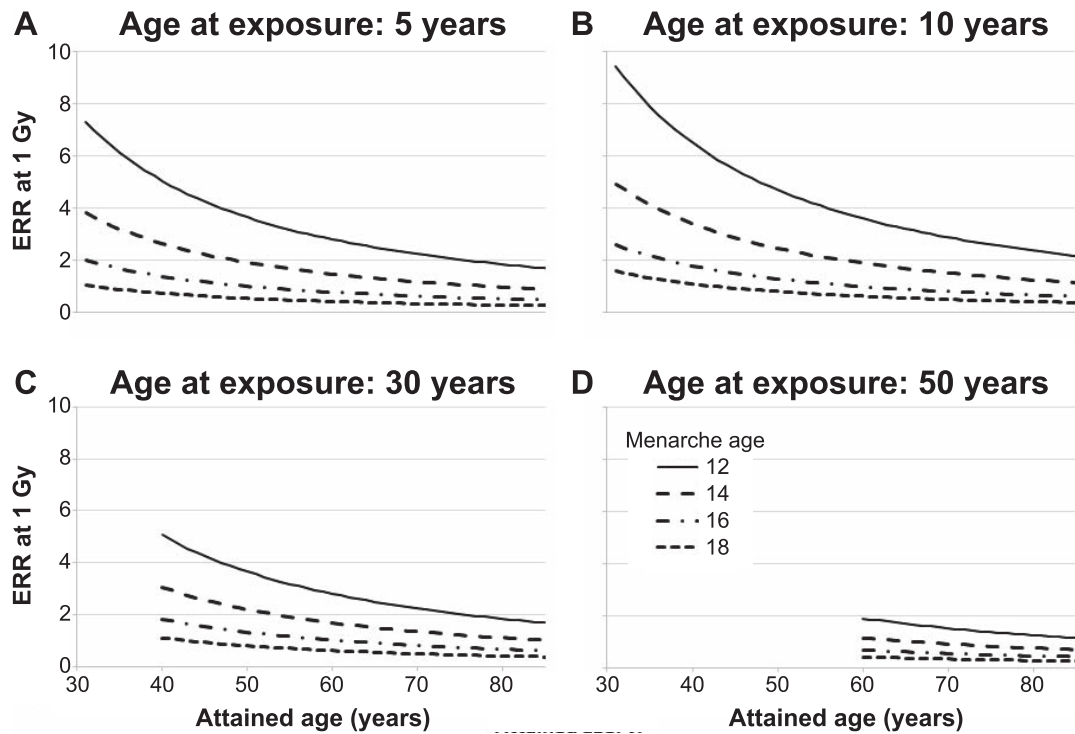 A Age at exposure: 5 years
B Age at exposure: 10 years
ERR at 1 Gy
10
8
6
4
2
0
C Age at exposure: 30 years
D Age at exposure: 50 years
ERR at 1 Gy
10
8
6
4
2
0
Menarche age
12
14
16
18
30 40 50 60 70 80
30 40 50 60 70 80
Attained age (years)
Attained age (years)